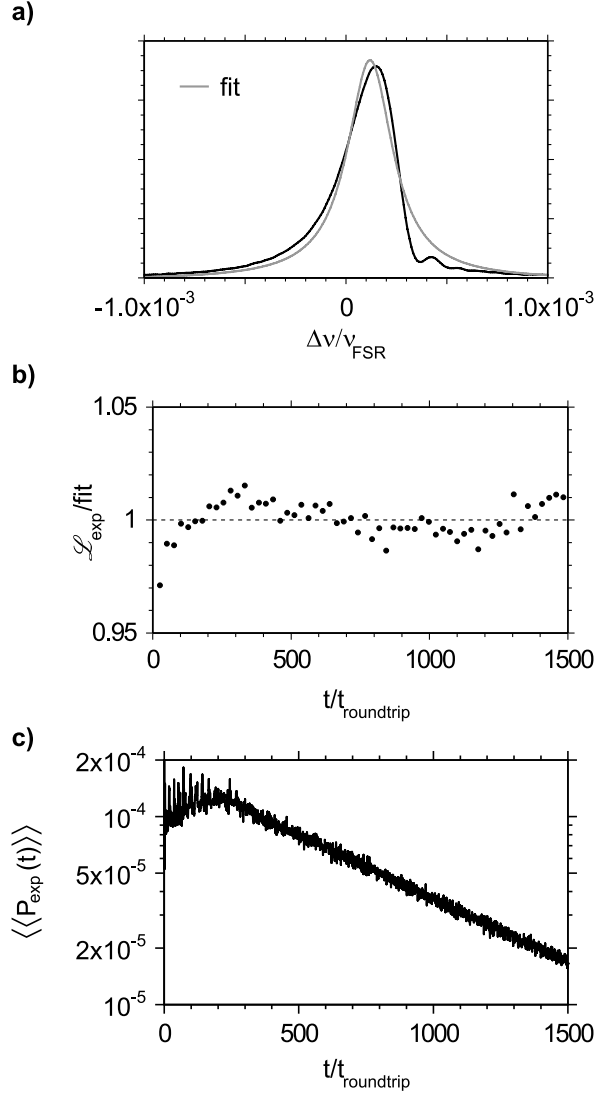 a)
fit
-1.0x10⁻³ 0 1.0x10⁻³
Δν/ν_FSR
b)
1.05
1
0.95
ℒ_exp/fit
0 500 1000 1500
t/t_roundtrip
c)
2x10⁻⁴
10⁻⁴
5x10⁻⁵
2x10⁻⁵
10⁻⁵
⟨⟨P_exp (t)⟩⟩
0 500 1000 1500
t/t_roundtrip